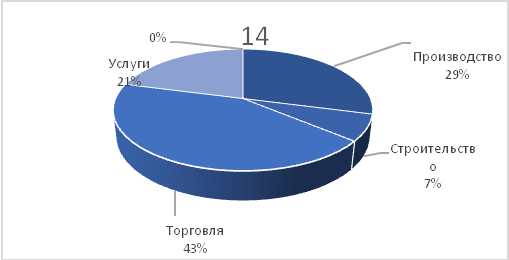 14
0%
Услуги
21%
Производство
29%
Строительств
о
7%
Торговля
43%